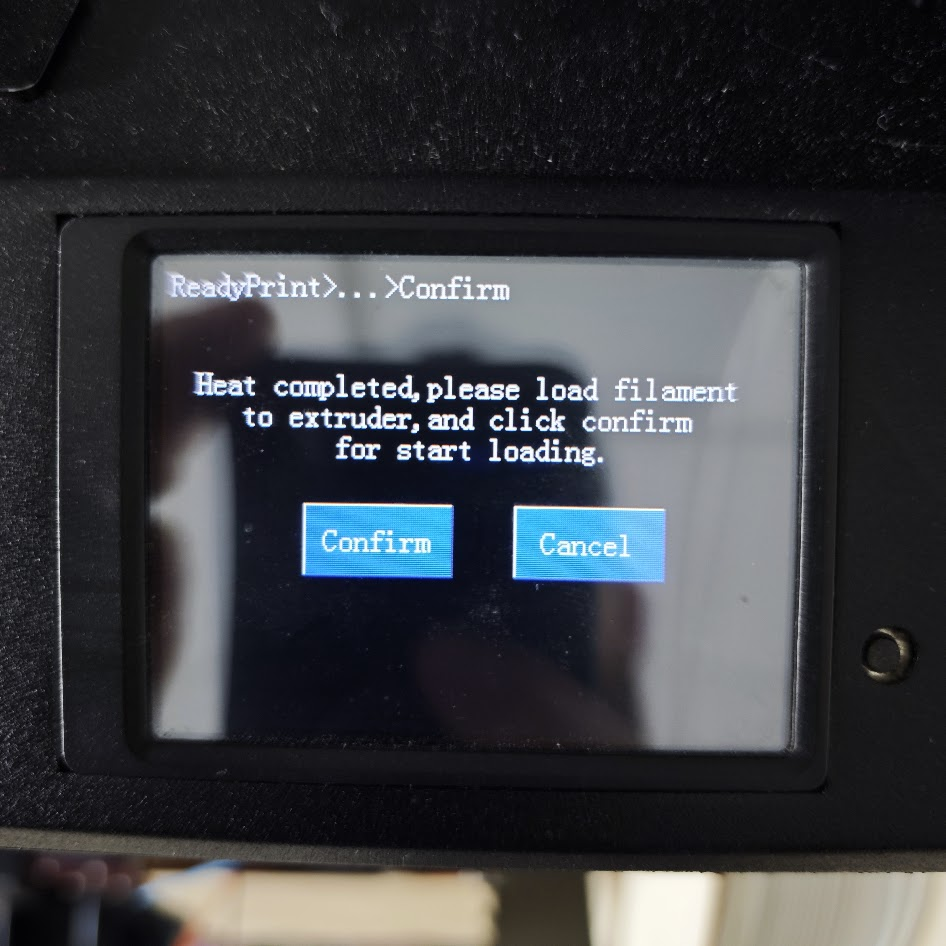 ReadyPrint>...>Confirm
Heat completed,please load filament
to extruder,and click confirm
for start loading.
Confirm
Cancel